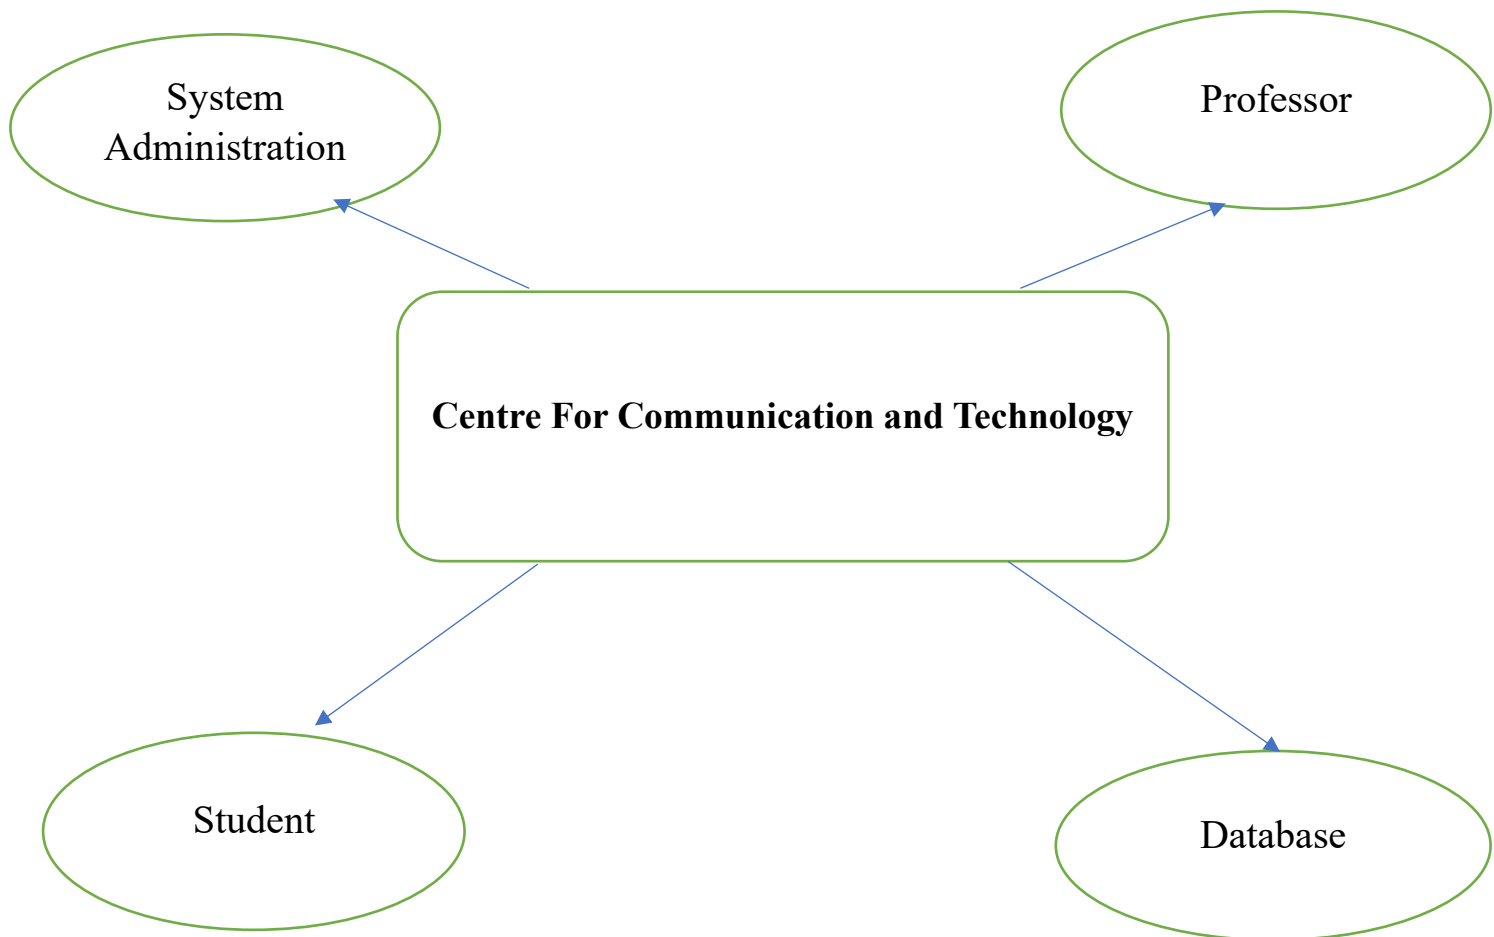 System
Administration
Professor
Centre For Communication and Technology
Student
Database